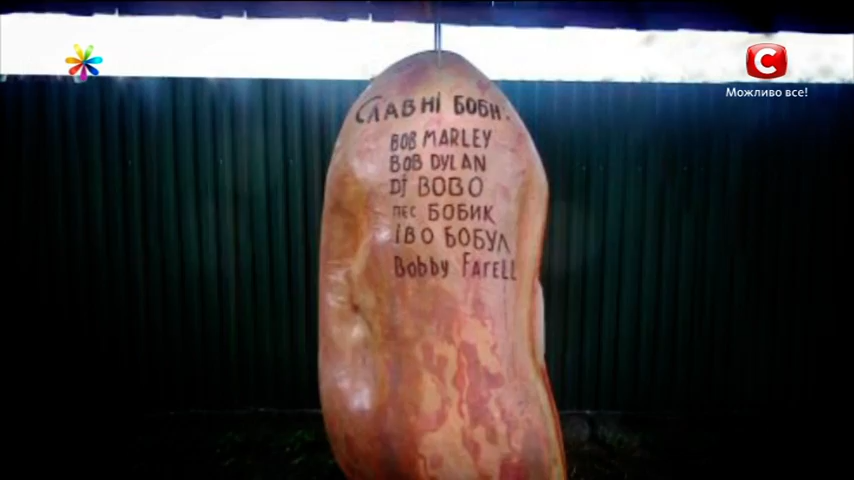 С
Можливо все!
Славні боби.
BOB MARLEY
BOB DYLAN
Dj BOBO
пес БОБИК
ІВО БОБУЛ
Bobby Farell